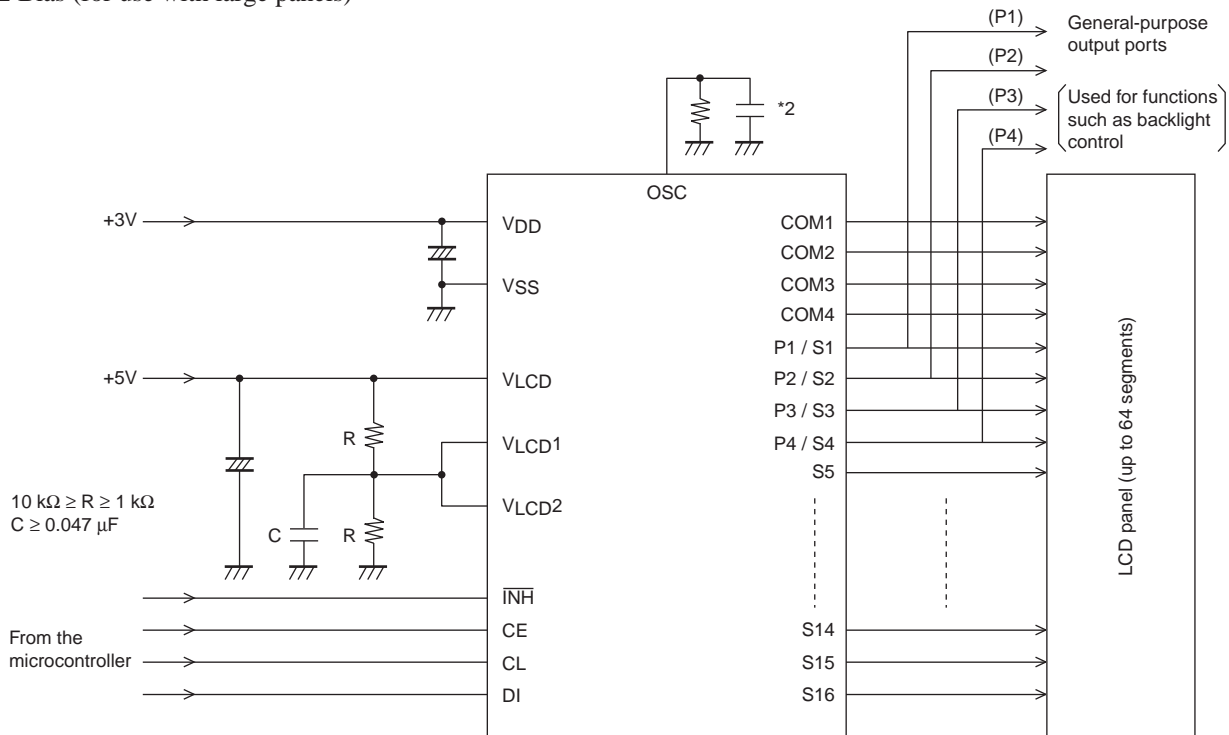 2 Bias (for use with large panels)
(P1)
General-purpose
output ports
(P2)
(P3)
Used for functions
such as backlight
control
(P4)
*2
OSC
+3V
VDD
VSS
+5V
VLCD
R
VLCD1
VLCD2
C
R
10 kΩ ≥ R ≥ 1 kΩ
C ≥ 0.047 μF
INH
From the
microcontroller
CE
CL
DI
COM1
COM2
COM3
COM4
P1 / S1
P2 / S2
P3 / S3
P4 / S4
S5
S14
S15
S16
LCD panel (up to 64 segments)